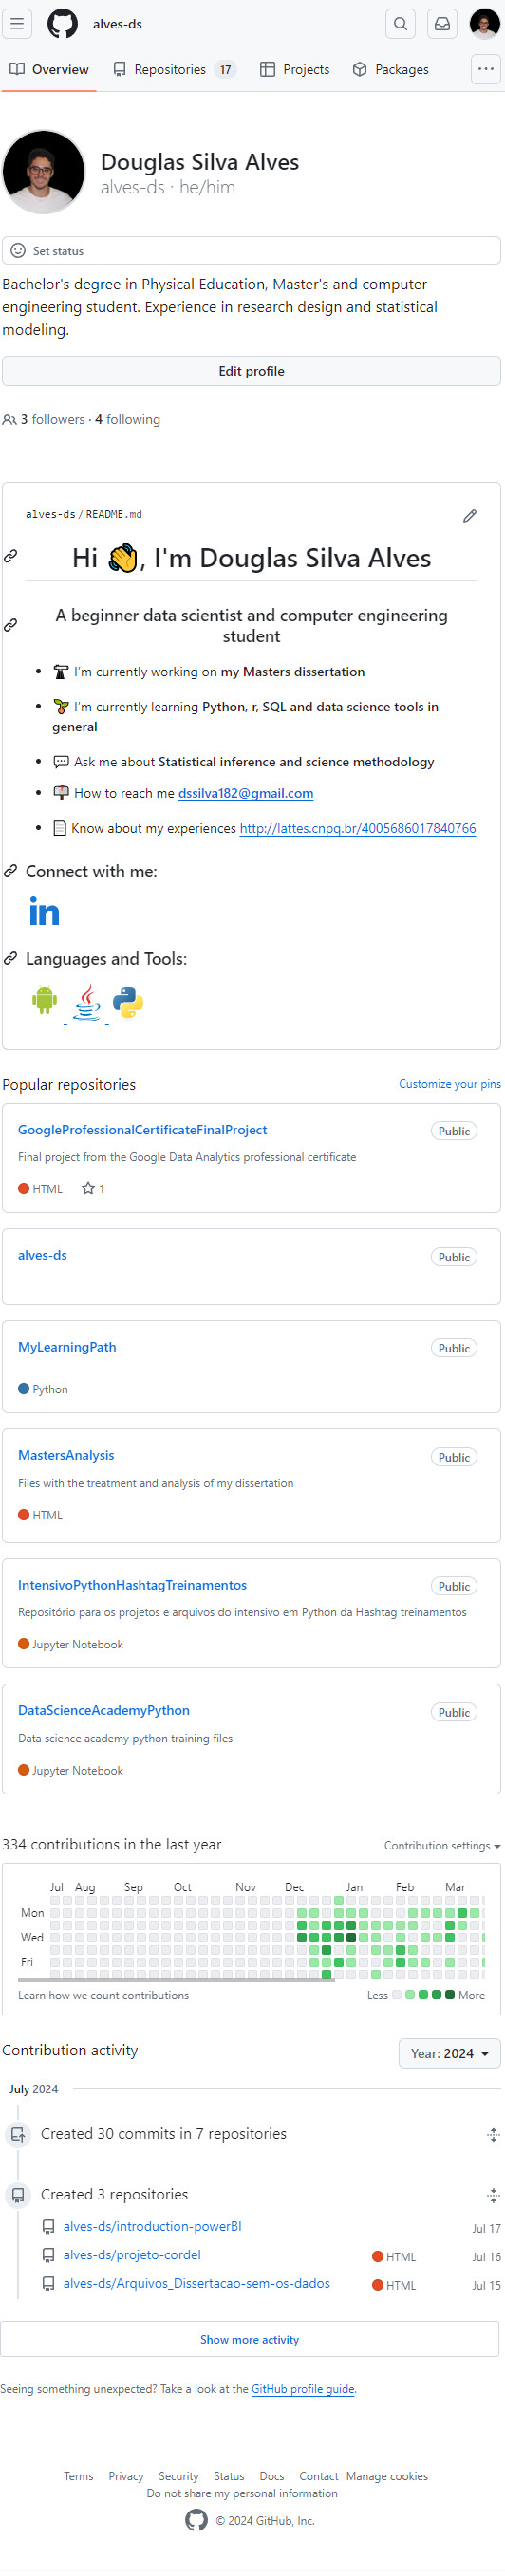 alves-ds
Overview
Repositories 17
Projects
Packages
Douglas Silva Alves
alves-ds · he/him
Set status
Bachelor's degree in Physical Education, Master's and computer
engineering student. Experience in research design and statistical
modeling.
Edit profile
3 followers · 4 following
alves-ds / README.md
Hi 👋, I'm Douglas Silva Alves
A beginner data scientist and computer engineering
student
🔭 I'm currently working on my Masters dissertation
🌱 I'm currently learning Python, r, SQL and data science tools in
general
💬 Ask me about Statistical inference and science methodology
📫 How to reach me dssilva182@gmail.com
📄 Know about my experiences http://lattes.cnpq.br/4005686017840766
Connect with me:
in
Languages and Tools:
Popular repositories
Customize your pins
GoogleProfessionalCertificateFinalProject
Public
Final project from the Google Data Analytics professional certificate
HTML 1
alves-ds
Public
MyLearningPath
Public
Python
MastersAnalysis
Public
Files with the treatment and analysis of my dissertation
HTML
IntensivoPythonHashtagTreinamentos
Public
Repositório para os projetos e arquivos do intensivo em Python da Hashtag treinamentos
Jupyter Notebook
DataScienceAcademyPython
Public
Data science academy python training files
Jupyter Notebook
334 contributions in the last year
Contribution settings
Jul Aug Sep Oct Nov Dec Jan Feb Mar
Mon
Wed
Fri
Learn how we count contributions
Less More
Contribution activity
Year: 2024
July 2024
Created 30 commits in 7 repositories
Created 3 repositories
alves-ds/introduction-powerBI Jul 17
alves-ds/projeto-cordel HTML Jul 16
alves-ds/Arquivos_Dissertacao-sem-os-dados HTML Jul 15
Show more activity
Seeing something unexpected? Take a look at the GitHub profile guide.
Terms Privacy Security Status Docs Contact Manage cookies
Do not share my personal information
© 2024 GitHub, Inc.